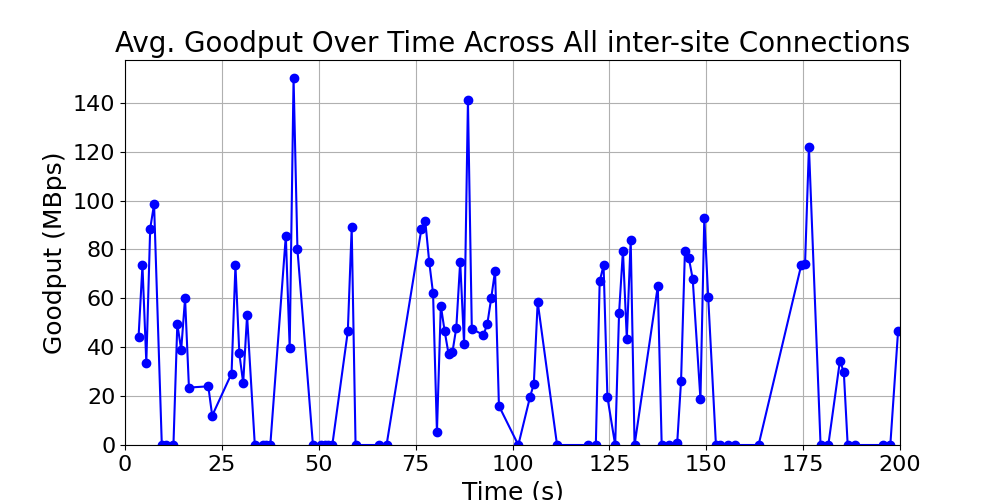 Avg. Goodput Over Time Across All inter-site Connections
Goodput (MBps)
140
120
100
80
60
40
20
0
0 25 50 75 100 125 150 175 200
Time (s)